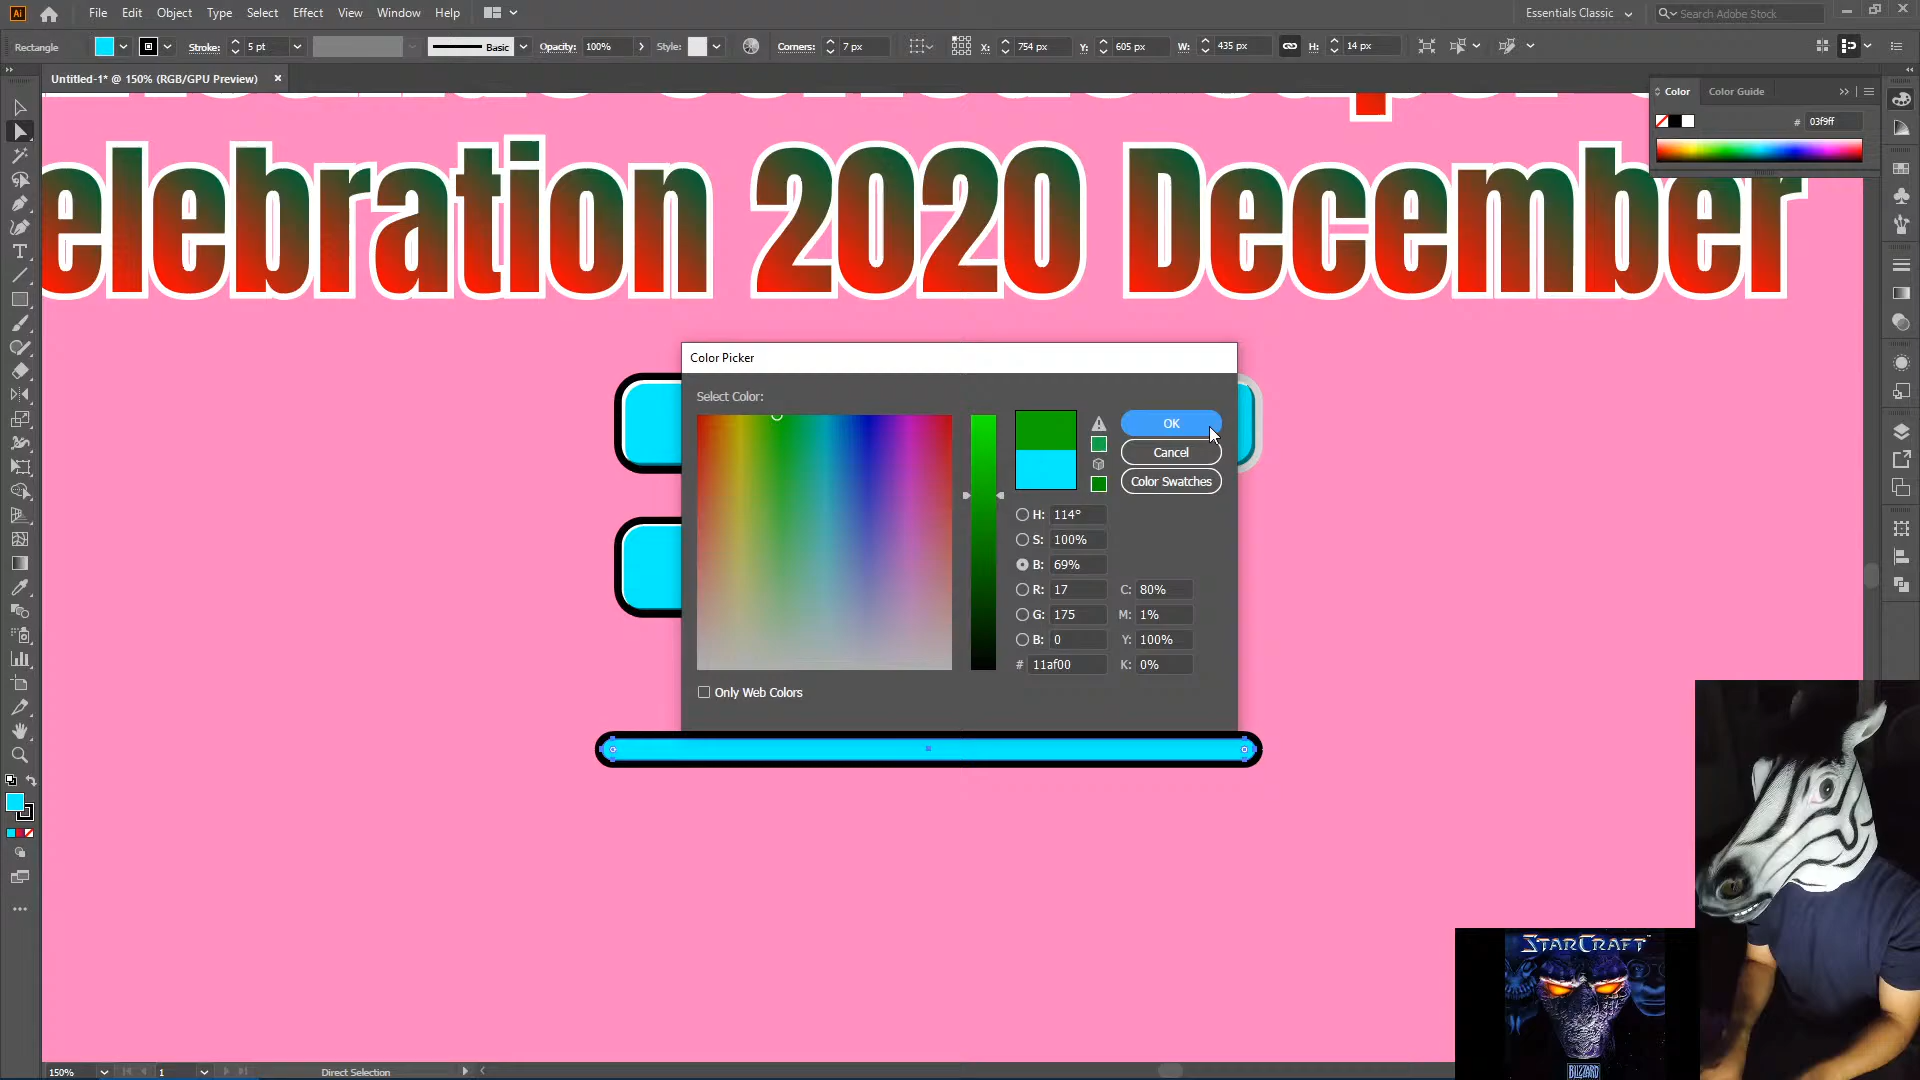 Ai File Edit Object Type Select Effect View Window Help Essentials Classic Search Adobe Stock
Rectangle Stroke: 5 pt Basic Opacity: 100% Style: Corners: 7 px X: 754 px Y: 605 px W: 435 px H: 14 px
Untitled-1* @ 150% (RGB/GPU Preview)
Color Color Guide
# 03f9ff
elebration 2020 December
Color Picker
Select Color:
OK
Cancel
Color Swatches
H: 114°
S: 100%
B: 69%
R: 17 C: 80%
G: 175 M: 1%
B: 0 Y: 100%
# 11af00 K: 0%
Only Web Colors
STARCRAFT
BLIZZARD
150% 1 Direct Selection